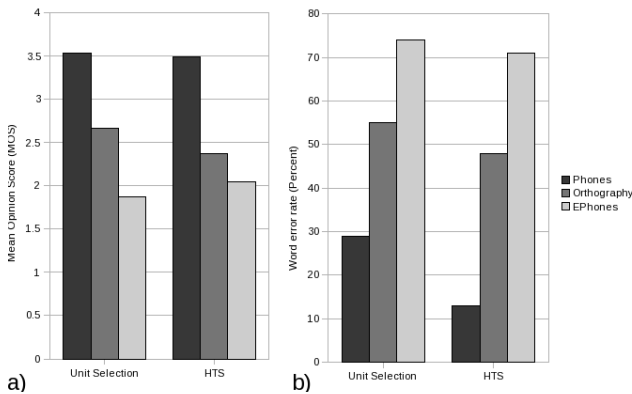 4
3.5
3
2.5
2
1.5
1
0.5
0
Mean Opinion Score (MOS)
Unit Selection
HTS
a)
80
70
60
50
40
30
20
10
0
Word error rate (Percent)
Unit Selection
HTS
b)
Phones
Orthography
EPhones